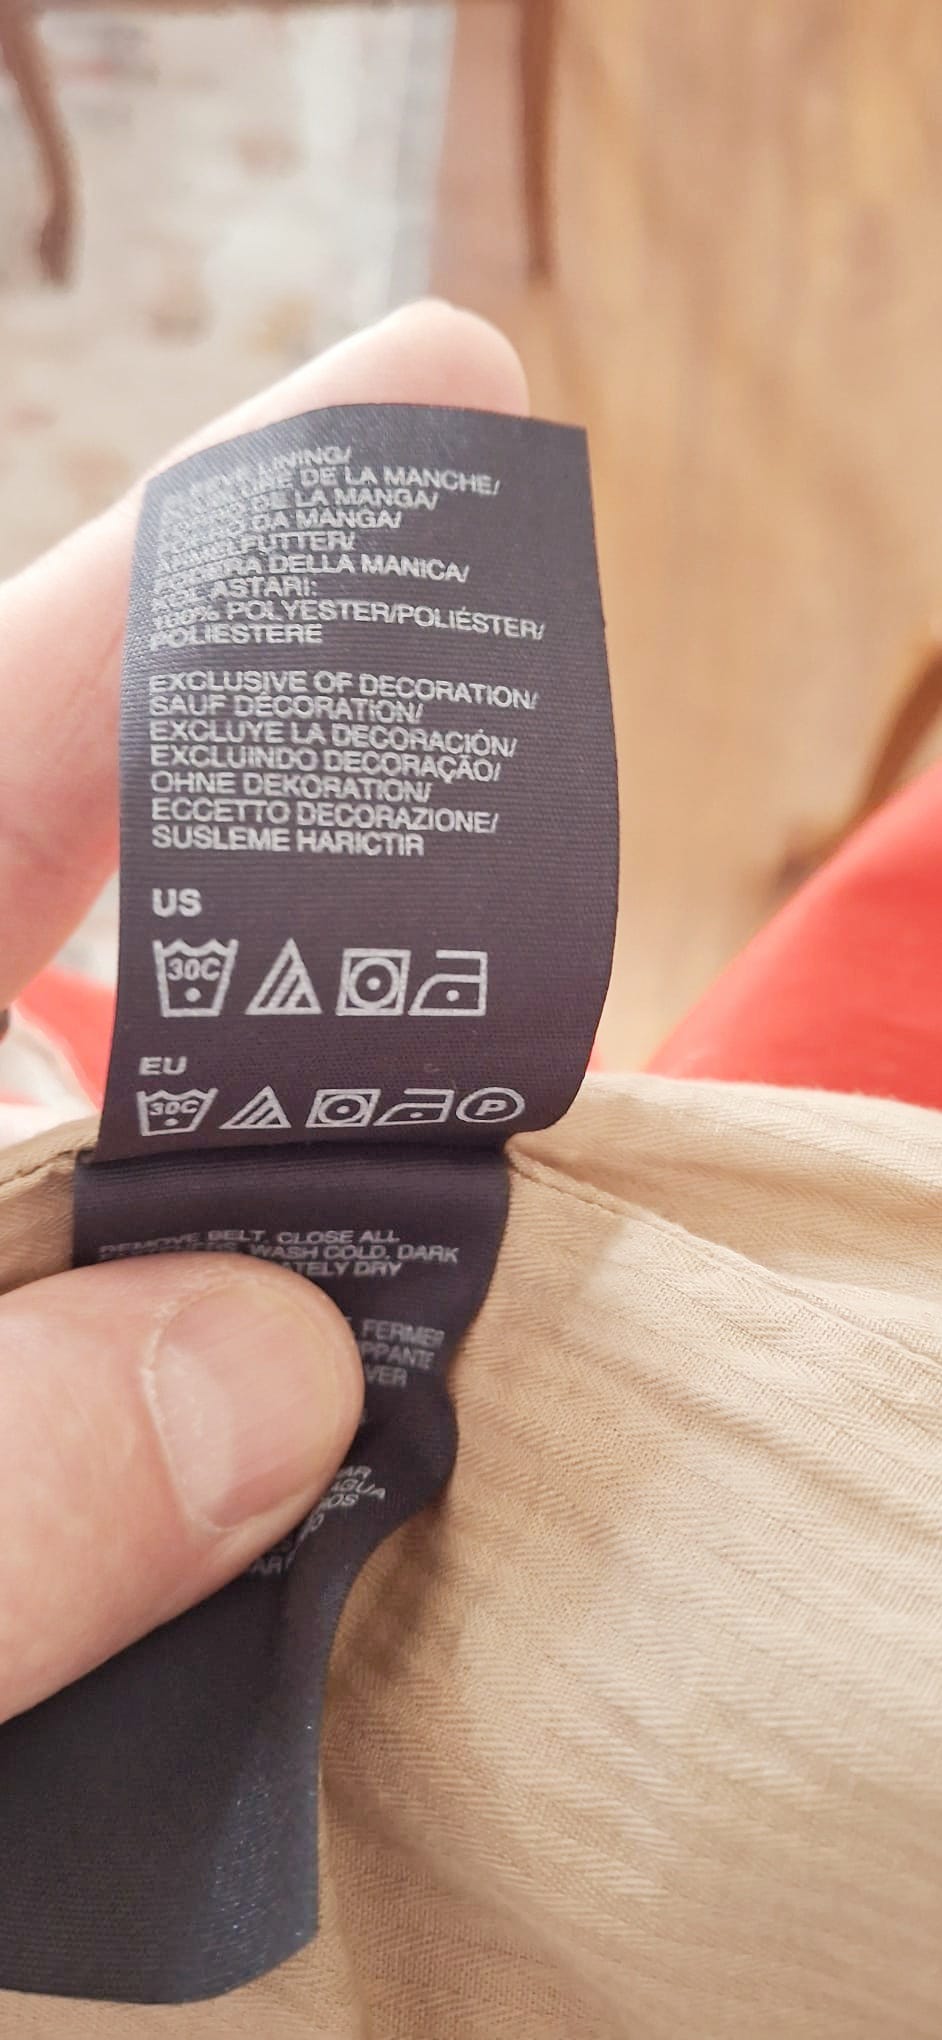 LINING/
DE LA MANCHE/
DE LA MANGA/
DA MANGA/
DELLA MANICA/
KOL ASTARI:
100% POLYESTER/POLIÉSTER/
POLIESTERE
EXCLUSIVE OF DECORATION/
SAUF DÉCORATION/
EXCLUYE LA DECORACIÓN/
EXCLUINDO DECORAÇÃO/
OHNE DEKORATION/
ECCETTO DECORAZIONE/
SUSLEME HARICTIR
US
30C
EU
30C P
REMOVE BELT, CLOSE ALL
WASH COLD, DARK
DRY
FERMER